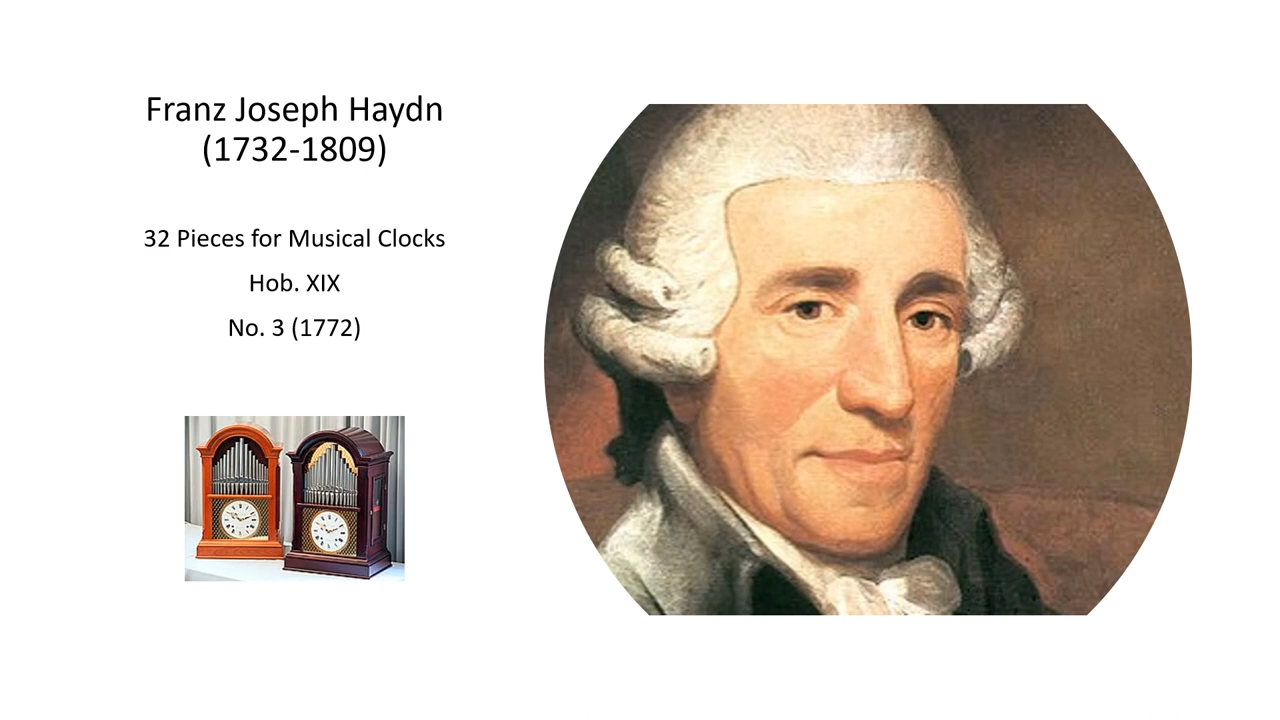 Franz Joseph Haydn
(1732-1809)
32 Pieces for Musical Clocks
Hob. XIX
No. 3 (1772)